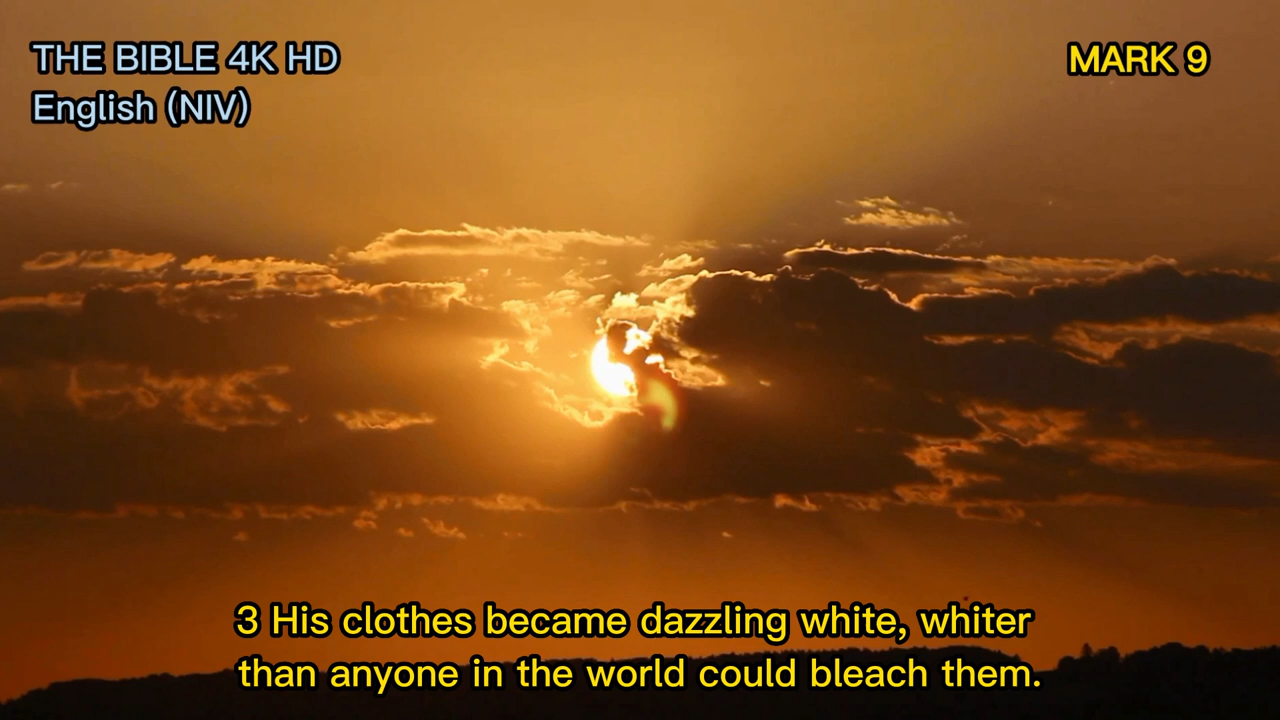 THE BIBLE 4K HD
English (NIV)
MARK 9
3 His clothes became dazzling white, whiter
than anyone in the world could bleach them.